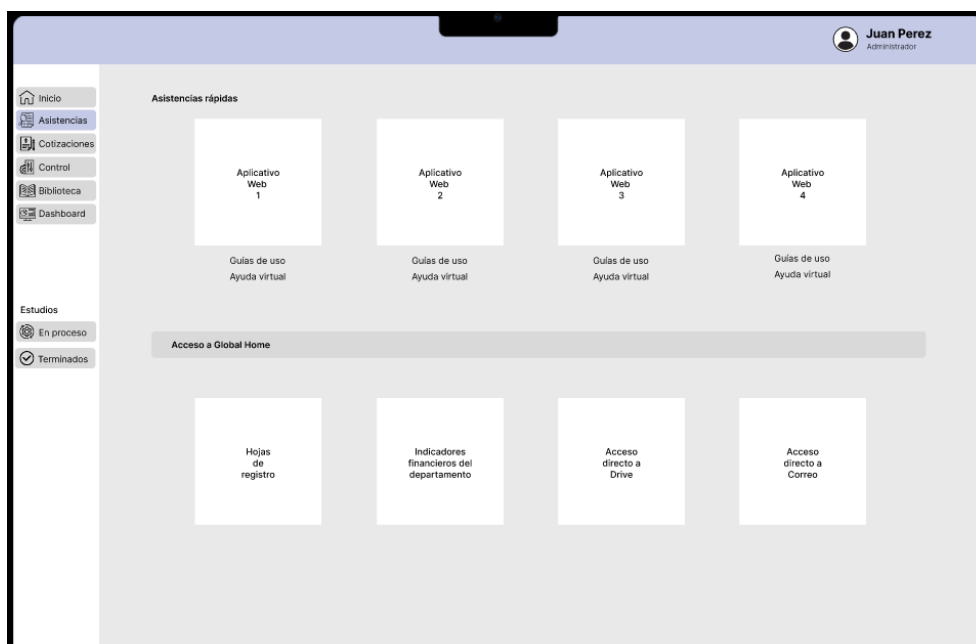 Juan Perez
Administrador
Inicio
Asistencias
Cotizaciones
Control
Biblioteca
Dashboard
Estudios
En proceso
Terminados
Asistencias rápidas
Aplicativo
Web
1
Guías de uso
Ayuda virtual
Aplicativo
Web
2
Guías de uso
Ayuda virtual
Aplicativo
Web
3
Guías de uso
Ayuda virtual
Aplicativo
Web
4
Guías de uso
Ayuda virtual
Acceso a Global Home
Hojas
de
registro
Indicadores
financieros del
departamento
Acceso
directo a
Drive
Acceso
directo a
Correo